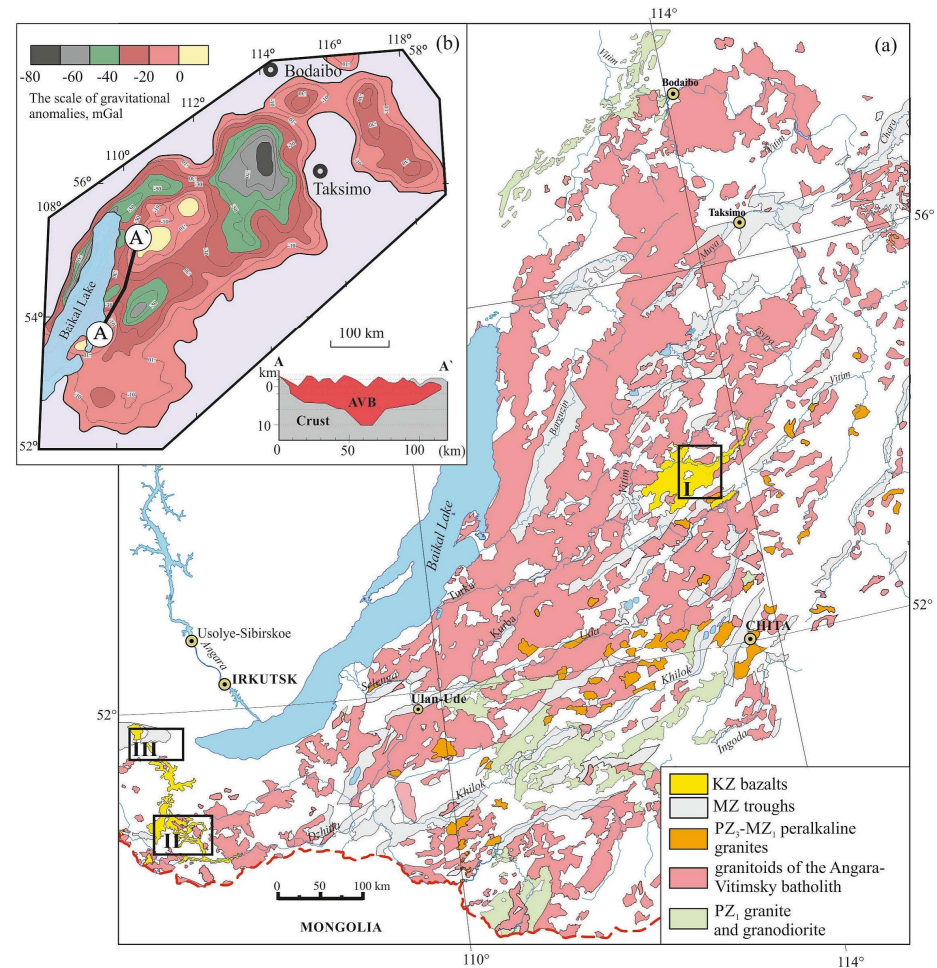 114°
(a)
(b)
114°
116°
118°
58°
Bodaibo
-80
-60
-40
-20
0
The scale of gravitational
anomalies, mGal
112°
110°
56°
108°
Taksimo
A`
Baikal Lake
54°
A
100 km
52°
A
A`
km
0
10
AVB
Crust
0
50
100
(km)
Vitim
Bodaibo
Vitim
Chara
Taksimo
56°
Muya
Tsypa
Vitim
Barguzin
Vitim
I
Baikal Lake
Turka
Kurba
Uda
52°
CHITA
Usolye-Sibirskoe
Angara
IRKUTSK
Selenga
Khilok
Ulan-Ude
52°
Ingoda
III
Khilok
II
Dzhida
0
50
100 km
MONGOLIA
KZ bazalts
MZ troughs
PZ₃-MZ₁ peralkaline
granites
granitoids of the Angara-
Vitimsky batholith
PZ₁ granite
and granodiorite
110°
114°